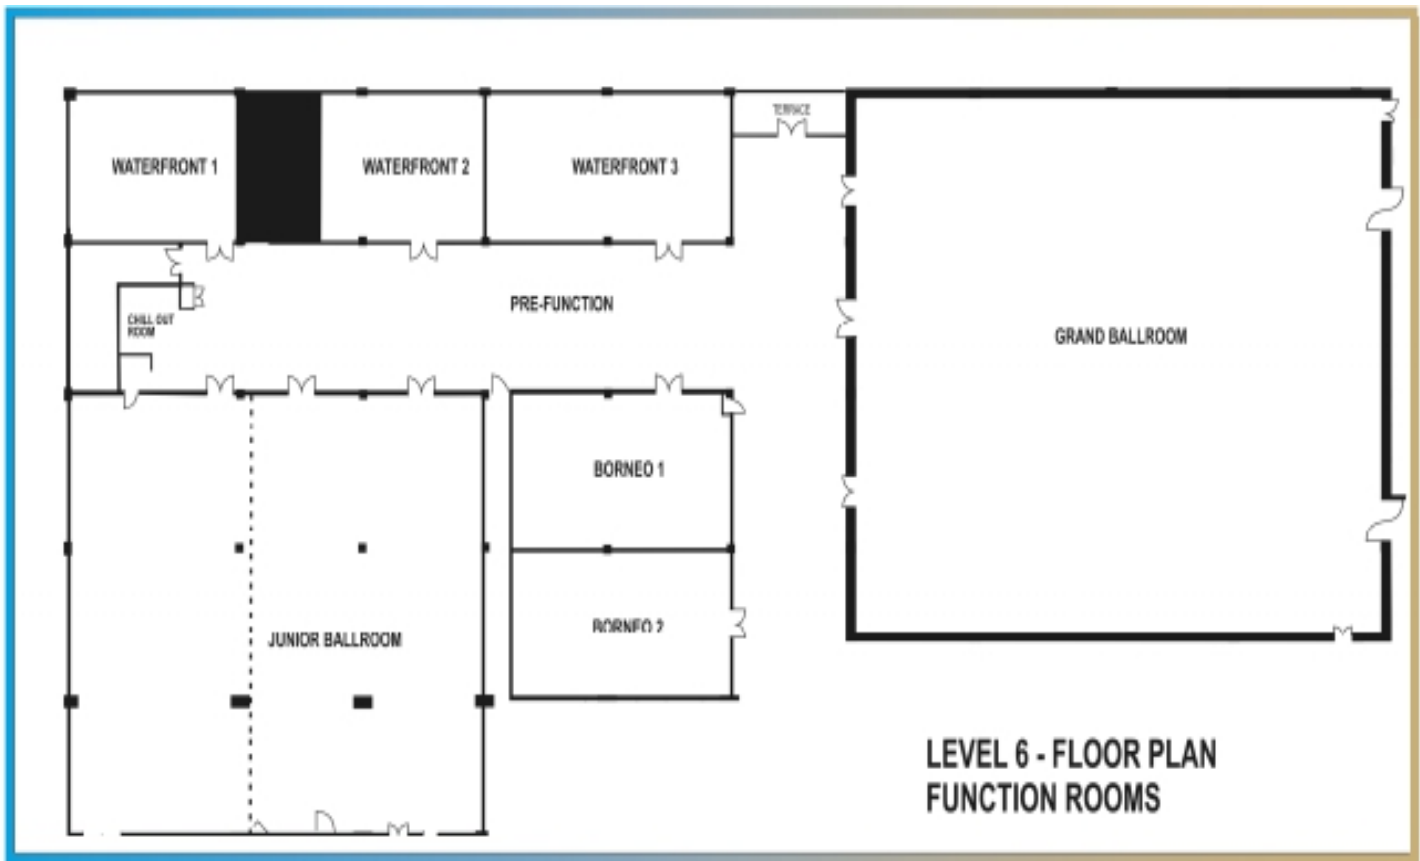 TERRACE
WATERFRONT 1
WATERFRONT 2
WATERFRONT 3
PRE-FUNCTION
CHILL OUT
ROOM
GRAND BALLROOM
BORNEO 1
BORNEO 2
JUNIOR BALLROOM
LEVEL 6 - FLOOR PLAN
FUNCTION ROOMS